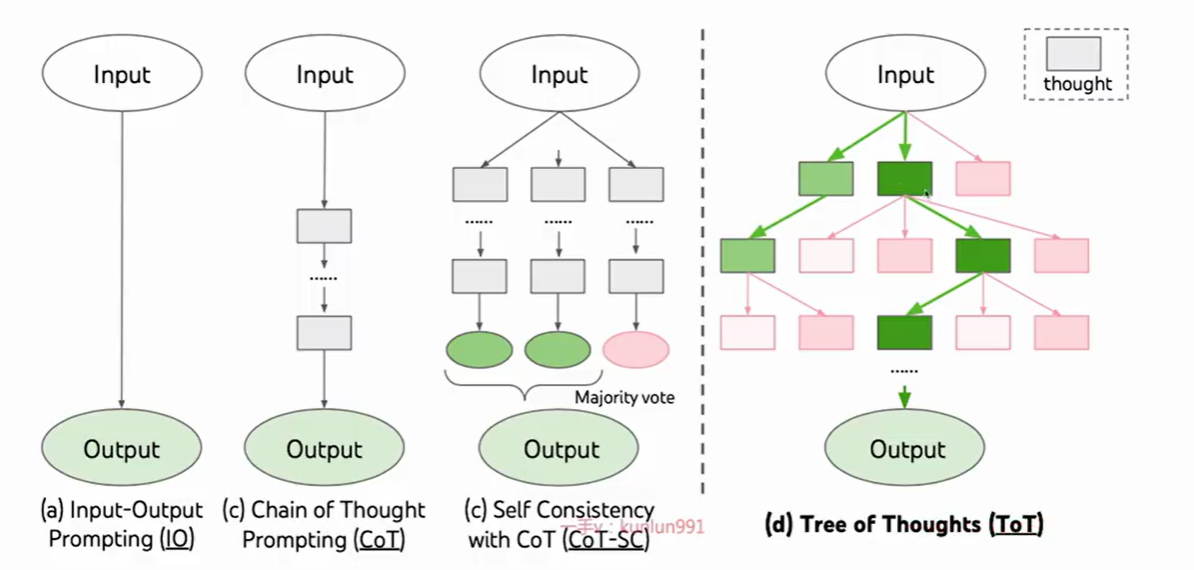 Input
Output
(a) Input-Output
Prompting (IO)
Input
......
Output
(c) Chain of Thought
Prompting (CoT)
Input
...... ...... ......
Majority vote
Output
(c) Self Consistency
with CoT (CoT-SC)
一手v：kunlun991
Input
thought
......
Output
(d) Tree of Thoughts (ToT)